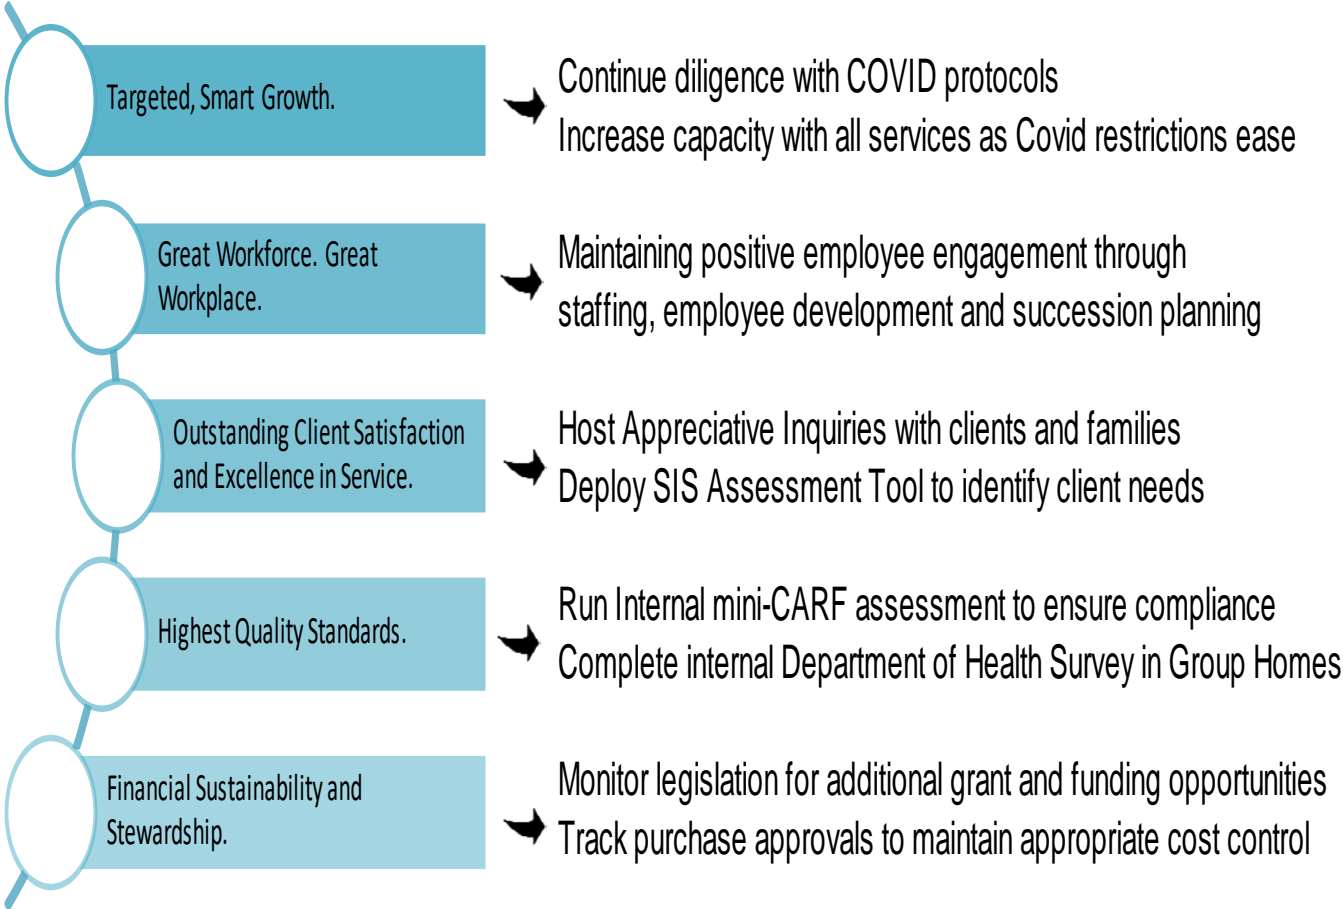 Targeted, Smart Growth.
Continue diligence with COVID protocols
Increase capacity with all services as Covid restrictions ease
Great Workforce. Great
Workplace.
Maintaining positive employee engagement through
staffing, employee development and succession planning
Outstanding Client Satisfaction
and Excellence in Service.
Host Appreciative Inquiries with clients and families
Deploy SIS Assessment Tool to identify client needs
Highest Quality Standards.
Run Internal mini-CARF assessment to ensure compliance
Complete internal Department of Health Survey in Group Homes
Financial Sustainability and
Stewardship.
Monitor legislation for additional grant and funding opportunities
Track purchase approvals to maintain appropriate cost control